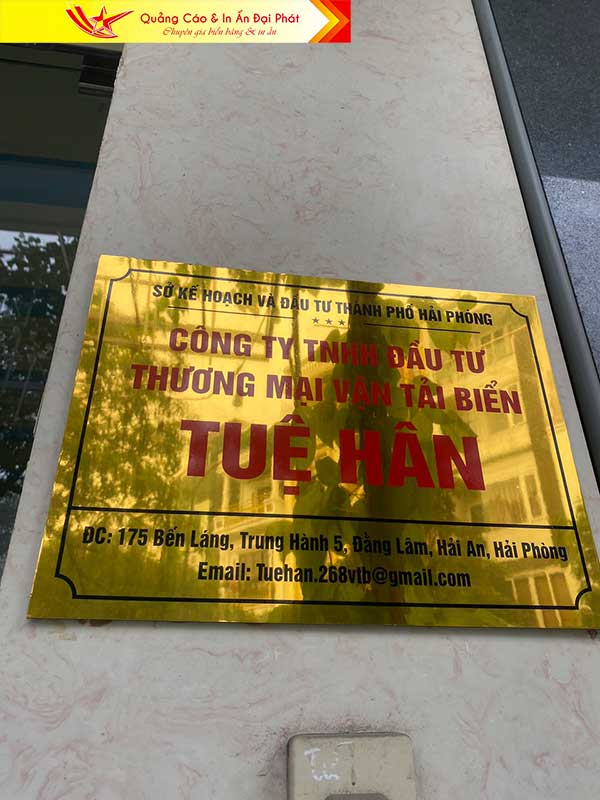 Quảng Cáo & In Ấn Đại Phát
Chuyên gia biển bảng & in ấn
SỞ KẾ HOẠCH VÀ ĐẦU TƯ THÀNH PHỐ HẢI PHÒNG
CÔNG TY TNHH ĐẦU TƯ
THƯƠNG MẠI VẬN TẢI BIỂN
TUỆ HÂN
ĐC: 175 Bến Láng, Trung Hành 5, Đằng Lâm, Hải An, Hải Phòng
Email: Tuehan.268vtb@gmail.com